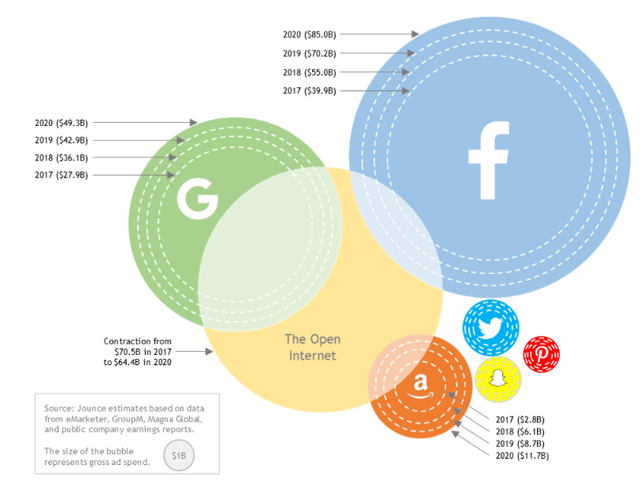 2020 ($85.0B)
2019 ($70.2B)
2018 ($55.0B)
2017 ($39.9B)
2020 ($49.3B)
2019 ($42.9B)
2018 ($36.1B)
2017 ($27.9B)
G
f
Contraction from
$70.5B in 2017
to $64.4B in 2020
The Open
Internet
a
2017 ($2.8B)
2018 ($6.1B)
2019 ($8.7B)
2020 ($11.7B)
Source: Jounce estimates based on data
from eMarketer, GroupM, Magna Global,
and public company earnings reports.
The size of the bubble
represents gross ad spend.
$1B